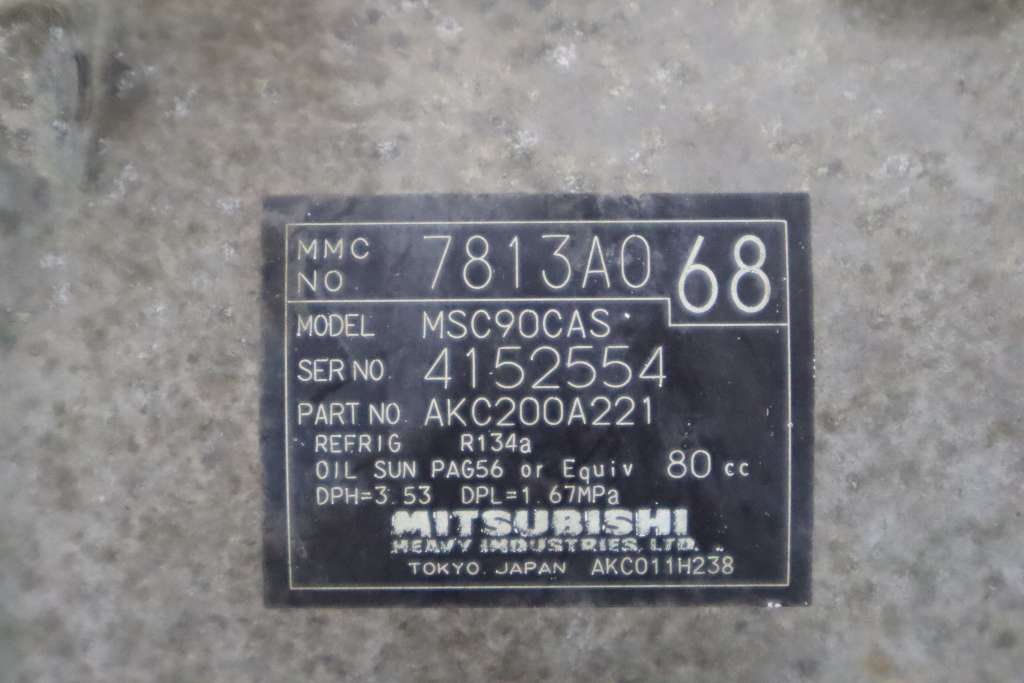 MMC NO 7813A0 68
MODEL MSC90CAS
SER NO. 4152554
PART NO. AKC200A221
REFRIG R134a
OIL SUN PAG56 or Equiv 80 cc
DPH=3.53 DPL=1.67MPa
MITSUBISHI
HEAVY INDUSTRIES, LTD.
TOKYO. JAPAN AKC011H238